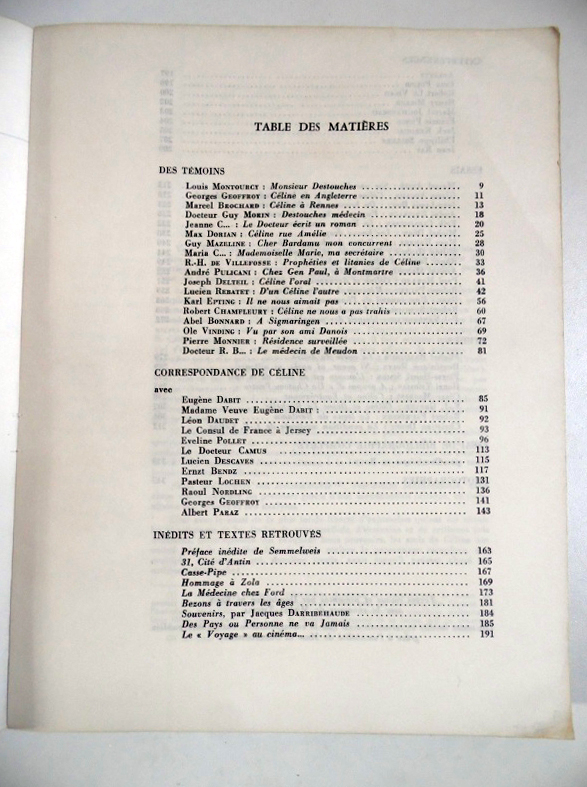 TABLE DES MATIÈRES
DES TÉMOINS
Louis MONTOURCY : Monsieur Destouches ..................... 9
Georges GEOFFROY : Céline en Angleterre ..................... 11
Marcel BROCHARD : Céline à Rennes ..................... 13
Docteur Guy MORIN : Destouches médecin ..................... 18
Jeanne C... : Le Docteur écrit un roman ..................... 20
Max DORIAN : Céline rue Amélie ..................... 25
Guy MAZELINE : Cher Bardamu mon concurrent ..................... 28
Maria C... : Mademoiselle Marie, ma secrétaire ..................... 30
R.-H. DE VILLEFOSSE : Prophéties et litanies de Céline ........ 33
André PULICANI : Chez Gen Paul, à Montmartre ..................... 36
Joseph DELTEIL : Céline l'oral ..................... 41
Lucien REBATET : D'un Céline l'autre ..................... 42
Karl EPTING : Il ne nous aimait pas ..................... 56
Robert CHAMFLEURY : Céline ne nous a pas trahis ............. 60
Abel BONNARD : A Sigmaringen ..................... 67
Ole VINDING : Vu par son ami Danois ..................... 69
Pierre MONNIER : Résidence surveillée ..................... 72
Docteur R. B... : Le médecin de Meudon ..................... 81
CORRESPONDANCE DE CÉLINE
avec
Eugène DABIT ..................... 85
Madame Veuve Eugène DABIT : ..................... 91
Léon DAUDET ..................... 92
Le Consul de France à Jersey ..................... 93
Eveline POLLET ..................... 96
Le Docteur CAMUS ..................... 113
Lucien DESCAVES ..................... 115
Ernzt BENDZ ..................... 117
Pasteur LOCHEN ..................... 131
Raoul NORDLING ..................... 136
Georges GEOFFROY ..................... 141
Albert PARAZ ..................... 143
INÉDITS ET TEXTES RETROUVÉS
Préface inédite de Semmelweis ..................... 163
31, Cité d'Antin ..................... 165
Casse-Pipe ..................... 167
Hommage à Zola ..................... 169
La Médecine chez Ford ..................... 173
Bezons à travers les âges ..................... 181
Souvenirs, par Jacques DARRIBEHAUDE ..................... 184
Des Pays ou Personne ne va Jamais ..................... 185
Le « Voyage » au cinéma... ..................... 191